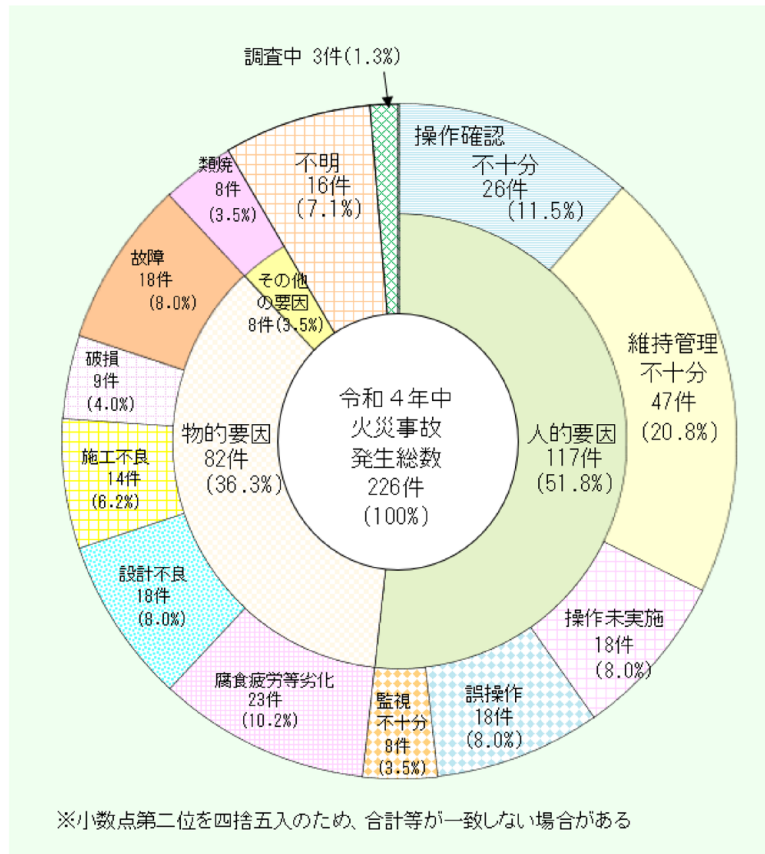 調査中 3件(1.3%)
操作確認
不十分
26件
(11.5%)
維持管理
不十分
47件
(20.8%)
操作未実施
18件
(8.0%)
誤操作
18件
(8.0%)
監視
不十分
8件
(3.5%)
腐食疲労等劣化
23件
(10.2%)
設計不良
18件
(8.0%)
施工不良
14件
(6.2%)
破損
9件
(4.0%)
故障
18件
(8.0%)
類焼
8件
(3.5%)
不明
16件
(7.1%)
その他
の要因
8件(3.5%)
物的要因
82件
(36.3%)
人的要因
117件
(51.8%)
令和４年中
火災事故
発生総数
226件
(100%)
※小数点第二位を四捨五入のため、合計等が一致しない場合がある